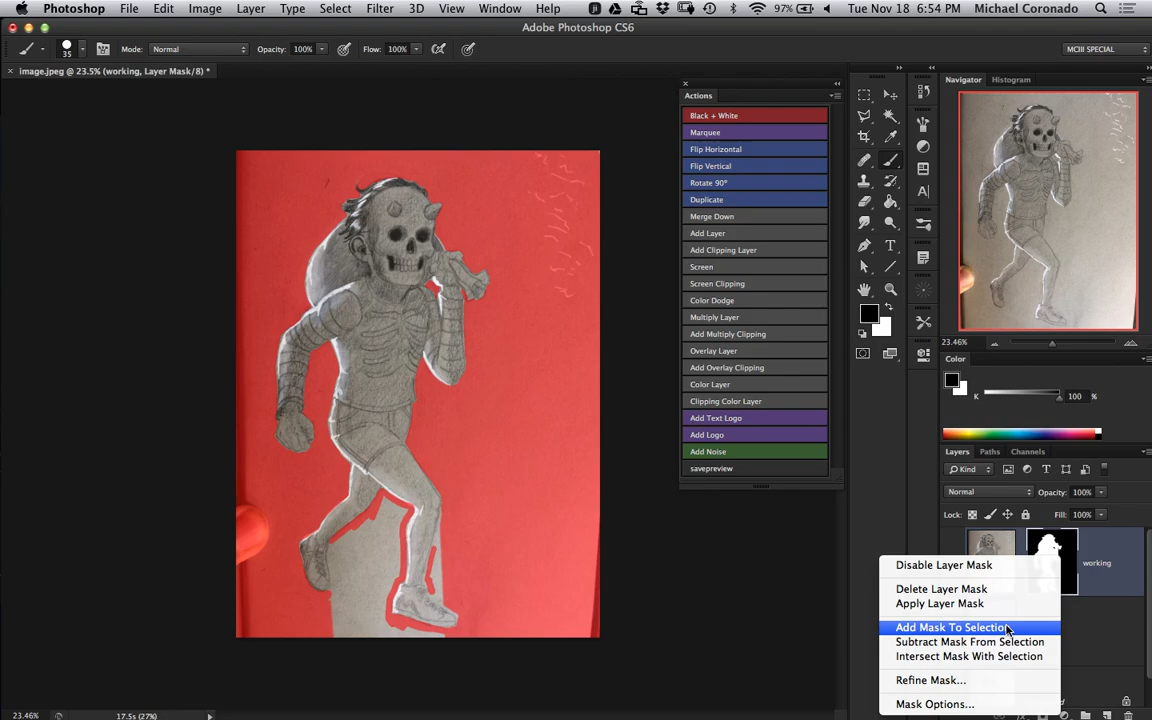 Photoshop File Edit Image Layer Type Select Filter 3D View Window Help 97% Tue Nov 18 6:54 PM Michael Coronado
Adobe Photoshop CS6
35 Mode: Normal Opacity: 100% Flow: 100% MCIII SPECIAL
× image.jpeg @ 23.5% (working, Layer Mask/8) *
Actions
Black + White
Marquee
Flip Horizontal
Flip Vertical
Rotate 90°
Duplicate
Merge Down
Add Layer
Add Clipping Layer
Screen
Screen Clipping
Color Dodge
Multiply Layer
Add Multiply Clipping
Overlay Layer
Add Overlay Clipping
Color Layer
Clipping Color Layer
Add Text Logo
Add Logo
Add Noise
savepreview
Navigator Histogram
23.46%
Color
K 100 %
Layers Paths Channels
Kind
Normal Opacity: 100%
Lock: Fill: 100%
working
Disable Layer Mask
Delete Layer Mask
Apply Layer Mask
Add Mask To Selection
Subtract Mask From Selection
Intersect Mask With Selection
Refine Mask...
Mask Options...
23.46% 17.5s (27%)